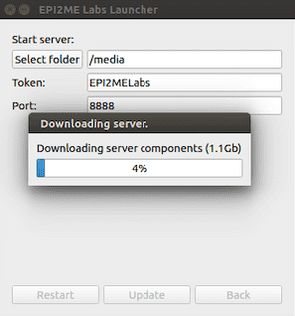 EPI2ME Labs Launcher
Start server:
Select folder /media
Token: EPI2MELabs
Port: 8888
Downloading server.
Downloading server components (1.1Gb)
4%
Restart Update Back